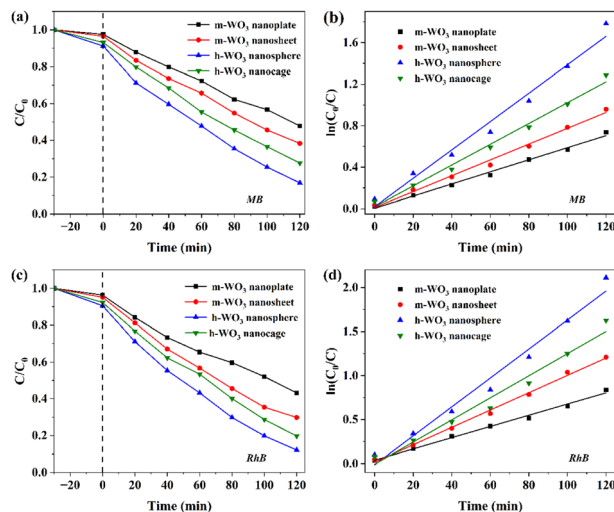 (a)
m-WO₃ nanoplate
m-WO₃ nanosheet
h-WO₃ nanosphere
h-WO₃ nanocage
C/C₀
1.0
0.8
0.6
0.4
0.2
0.0
MB
−20 0 20 40 60 80 100 120
Time (min)
(b)
m-WO₃ nanoplate
m-WO₃ nanosheet
h-WO₃ nanosphere
h-WO₃ nanocage
ln(C₀/C)
1.6
1.2
0.8
0.4
0.0
MB
0 20 40 60 80 100 120
Time (min)
(c)
m-WO₃ nanoplate
m-WO₃ nanosheet
h-WO₃ nanosphere
h-WO₃ nanocage
C/C₀
1.0
0.8
0.6
0.4
0.2
0.0
RhB
−20 0 20 40 60 80 100 120
Time (min)
(d)
m-WO₃ nanoplate
m-WO₃ nanosheet
h-WO₃ nanosphere
h-WO₃ nanocage
ln(C₀/C)
2.0
1.5
1.0
0.5
0.0
RhB
0 20 40 60 80 100 120
Time (min)